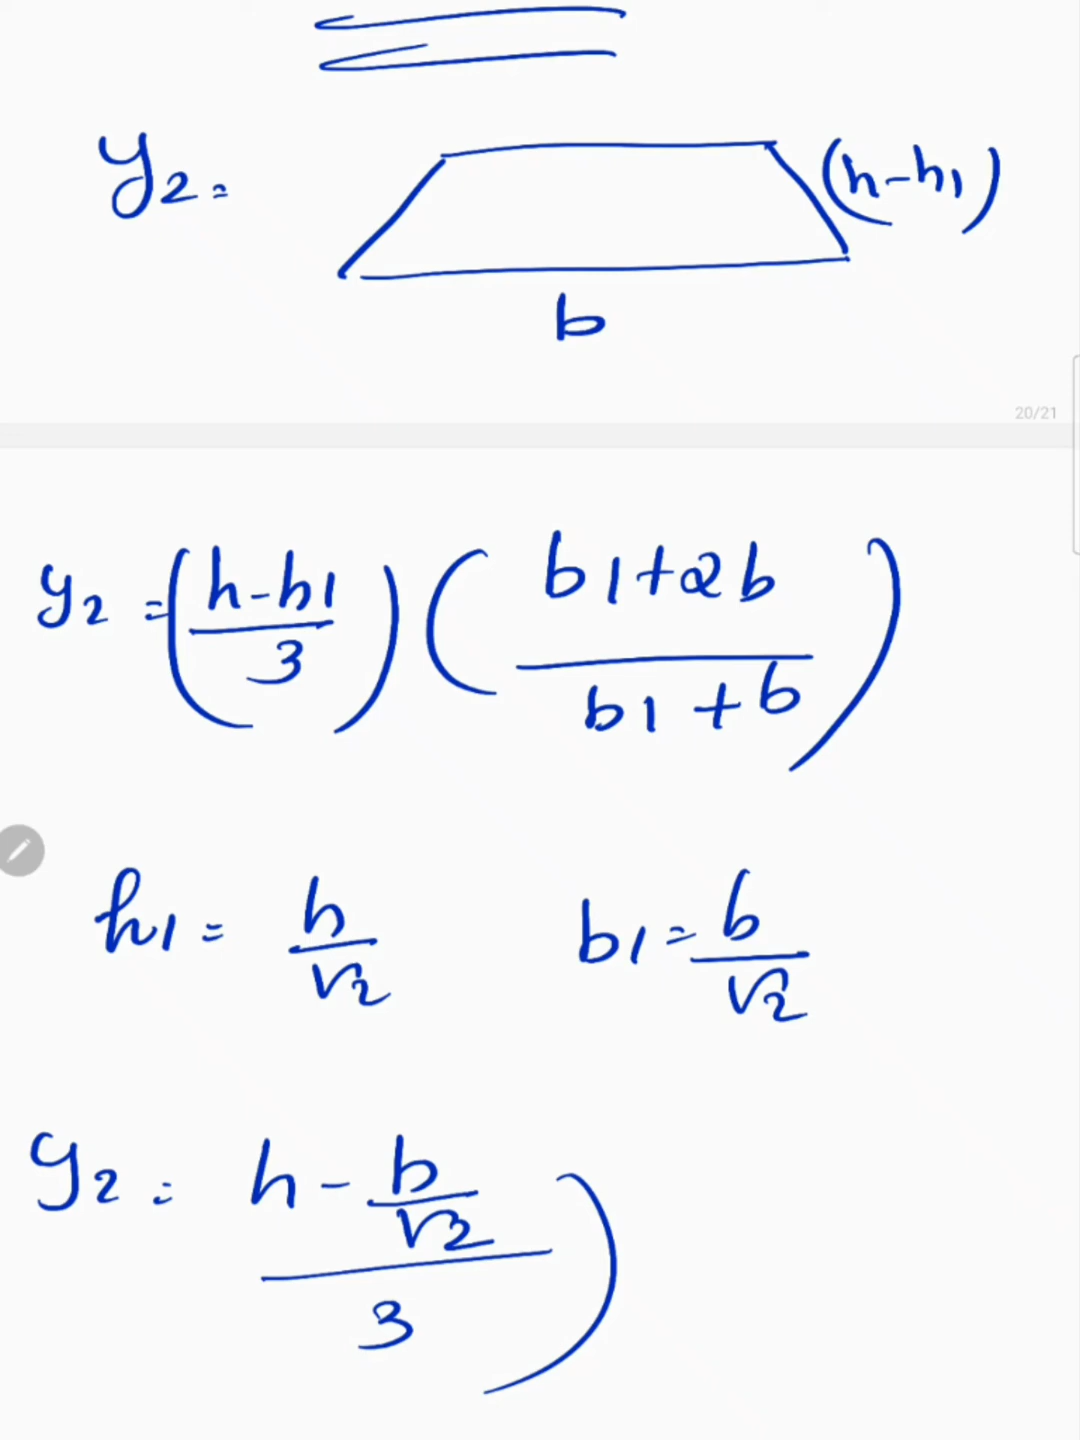 y2 = (h-h1)
b
20/21
y2 = (h-h1/3) (b1+2b/b1+b)
h1 = h/√2 b1 = b/√2
y2 = h - b/√2 / 3 )